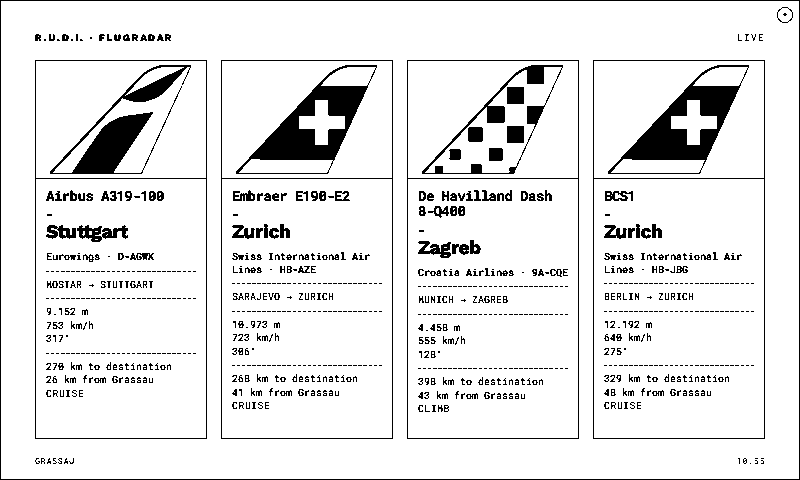 R.U.D.I. · FLUGRADAR
LIVE
Airbus A319-100
-
Stuttgart
Eurowings · D-AGWX
MOSTAR → STUTTGART
9.152 m
753 km/h
317°
270 km to destination
26 km from Grassau
CRUISE
Embraer E190-E2
-
Zurich
Swiss International Air
Lines · HB-AZE
SARAJEVO → ZURICH
10.973 m
723 km/h
306°
268 km to destination
41 km from Grassau
CRUISE
De Havilland Dash
8-Q400
-
Zagreb
Croatia Airlines · 9A-CQE
MUNICH → ZAGREB
4.458 m
555 km/h
128°
398 km to destination
43 km from Grassau
CLIMB
BCS1
-
Zurich
Swiss International Air
Lines · HB-JBG
BERLIN → ZURICH
12.192 m
640 km/h
275°
329 km to destination
48 km from Grassau
CRUISE
GRASSAU
10.55